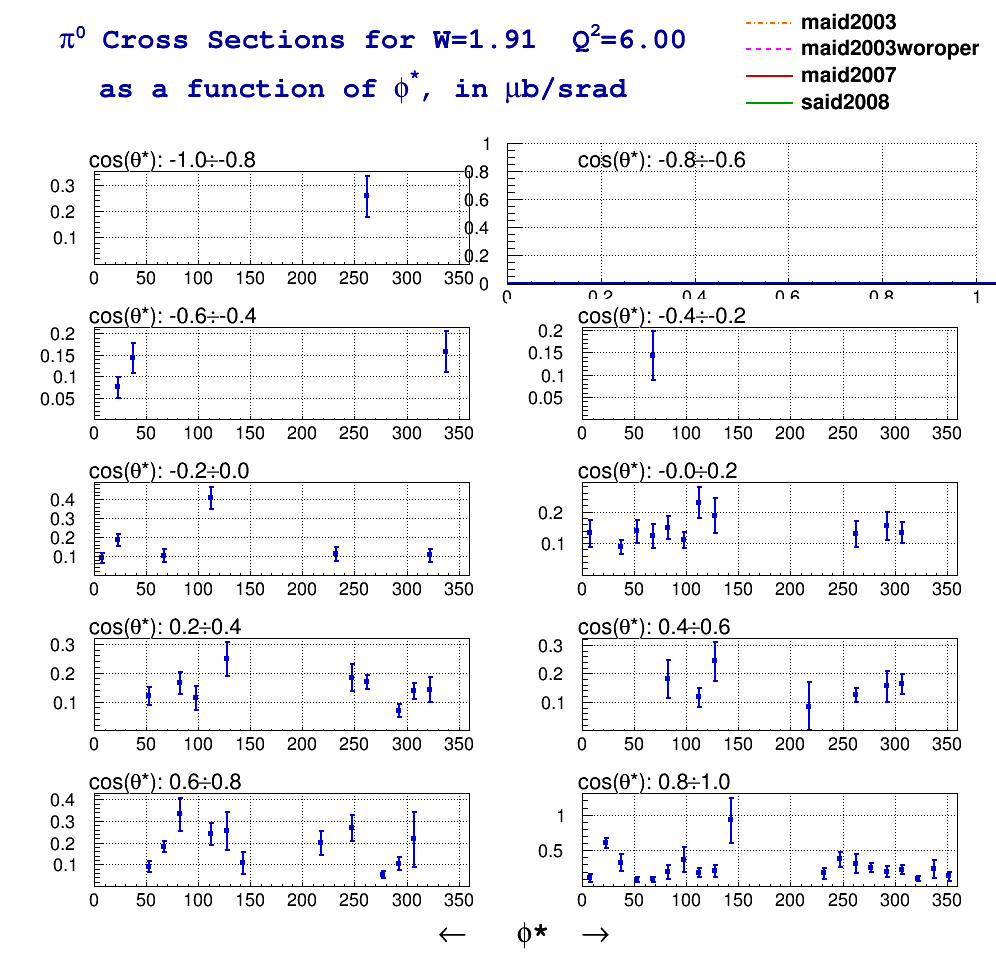 π⁰ Cross Sections for W=1.91 Q²=6.00
as a function of ϕ*, in μb/srad
maid2003
maid2003woroper
maid2007
said2008
cos(θ*): -1.0÷-0.8
0.3
0.2
0.1
0 50 100 150 200 250 300 350
cos(θ*): -0.8÷-0.6
1
0.8
0.6
0.4
0.2
0
0 0.2 0.4 0.6 0.8 1
cos(θ*): -0.6÷-0.4
0.2
0.15
0.1
0.05
0 50 100 150 200 250 300 350
cos(θ*): -0.4÷-0.2
0.2
0.15
0.1
0.05
0 50 100 150 200 250 300 350
cos(θ*): -0.2÷0.0
0.4
0.3
0.2
0.1
0 50 100 150 200 250 300 350
cos(θ*): -0.0÷0.2
0.2
0.1
0 50 100 150 200 250 300 350
cos(θ*): 0.2÷0.4
0.3
0.2
0.1
0 50 100 150 200 250 300 350
cos(θ*): 0.4÷0.6
0.3
0.2
0.1
0 50 100 150 200 250 300 350
cos(θ*): 0.6÷0.8
0.4
0.3
0.2
0.1
0 50 100 150 200 250 300 350
cos(θ*): 0.8÷1.0
1
0.5
0 50 100 150 200 250 300 350
← ϕ* →